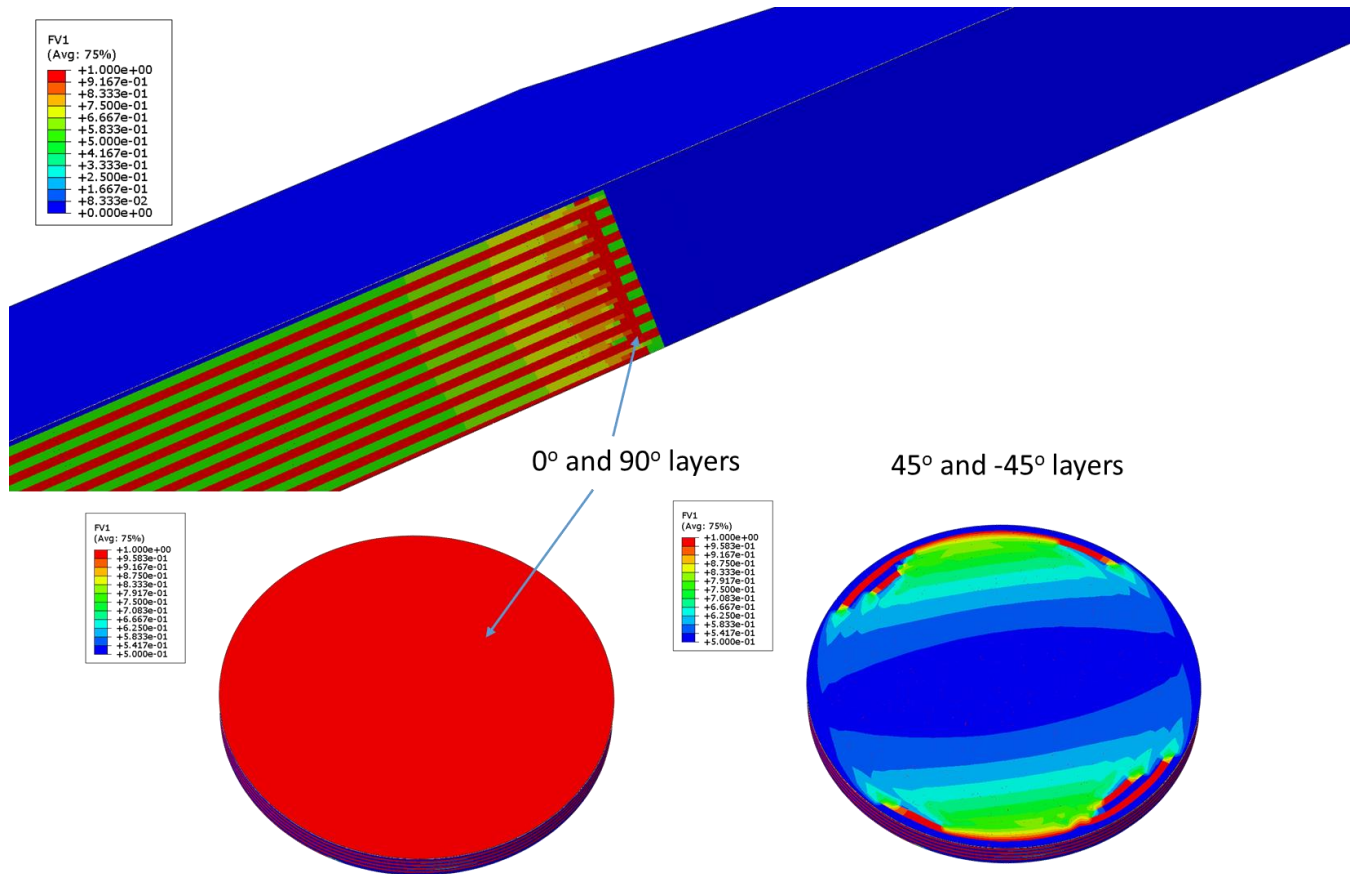 FV1
(Avg: 75%)
+1.000e+00
+9.167e-01
+8.333e-01
+7.500e-01
+6.667e-01
+5.833e-01
+5.000e-01
+4.167e-01
+3.333e-01
+2.500e-01
+1.667e-01
+8.333e-02
+0.000e+00
0° and 90° layers
45° and -45° layers
FV1
(Avg: 75%)
+1.000e+00
+9.583e-01
+9.167e-01
+8.750e-01
+8.333e-01
+7.917e-01
+7.500e-01
+7.083e-01
+6.667e-01
+6.250e-01
+5.833e-01
+5.417e-01
+5.000e-01
FV1
(Avg: 75%)
+1.000e+00
+9.583e-01
+9.167e-01
+8.750e-01
+8.333e-01
+7.917e-01
+7.500e-01
+7.083e-01
+6.667e-01
+6.250e-01
+5.833e-01
+5.417e-01
+5.000e-01